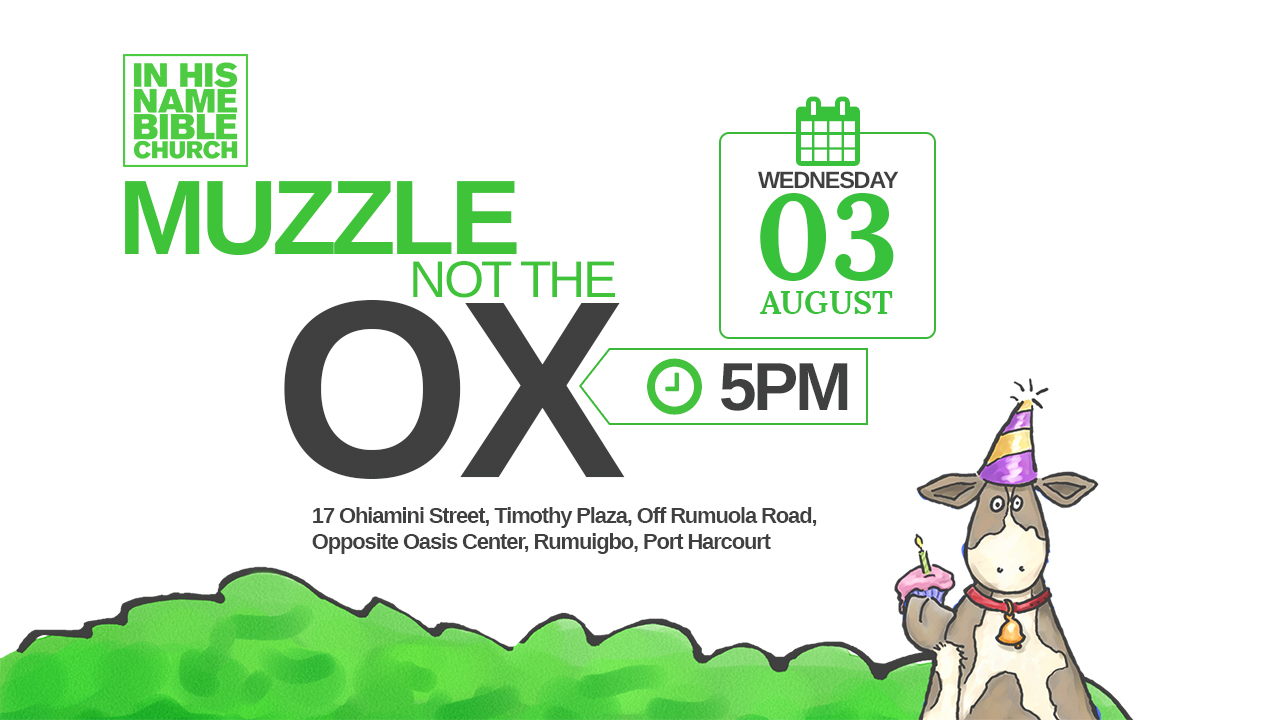 IN HIS
NAME
BIBLE
CHURCH
MUZZLE
NOT THE
OX
WEDNESDAY
03
AUGUST
5PM
17 Ohiamini Street, Timothy Plaza, Off Rumuola Road,
Opposite Oasis Center, Rumuigbo, Port Harcourt